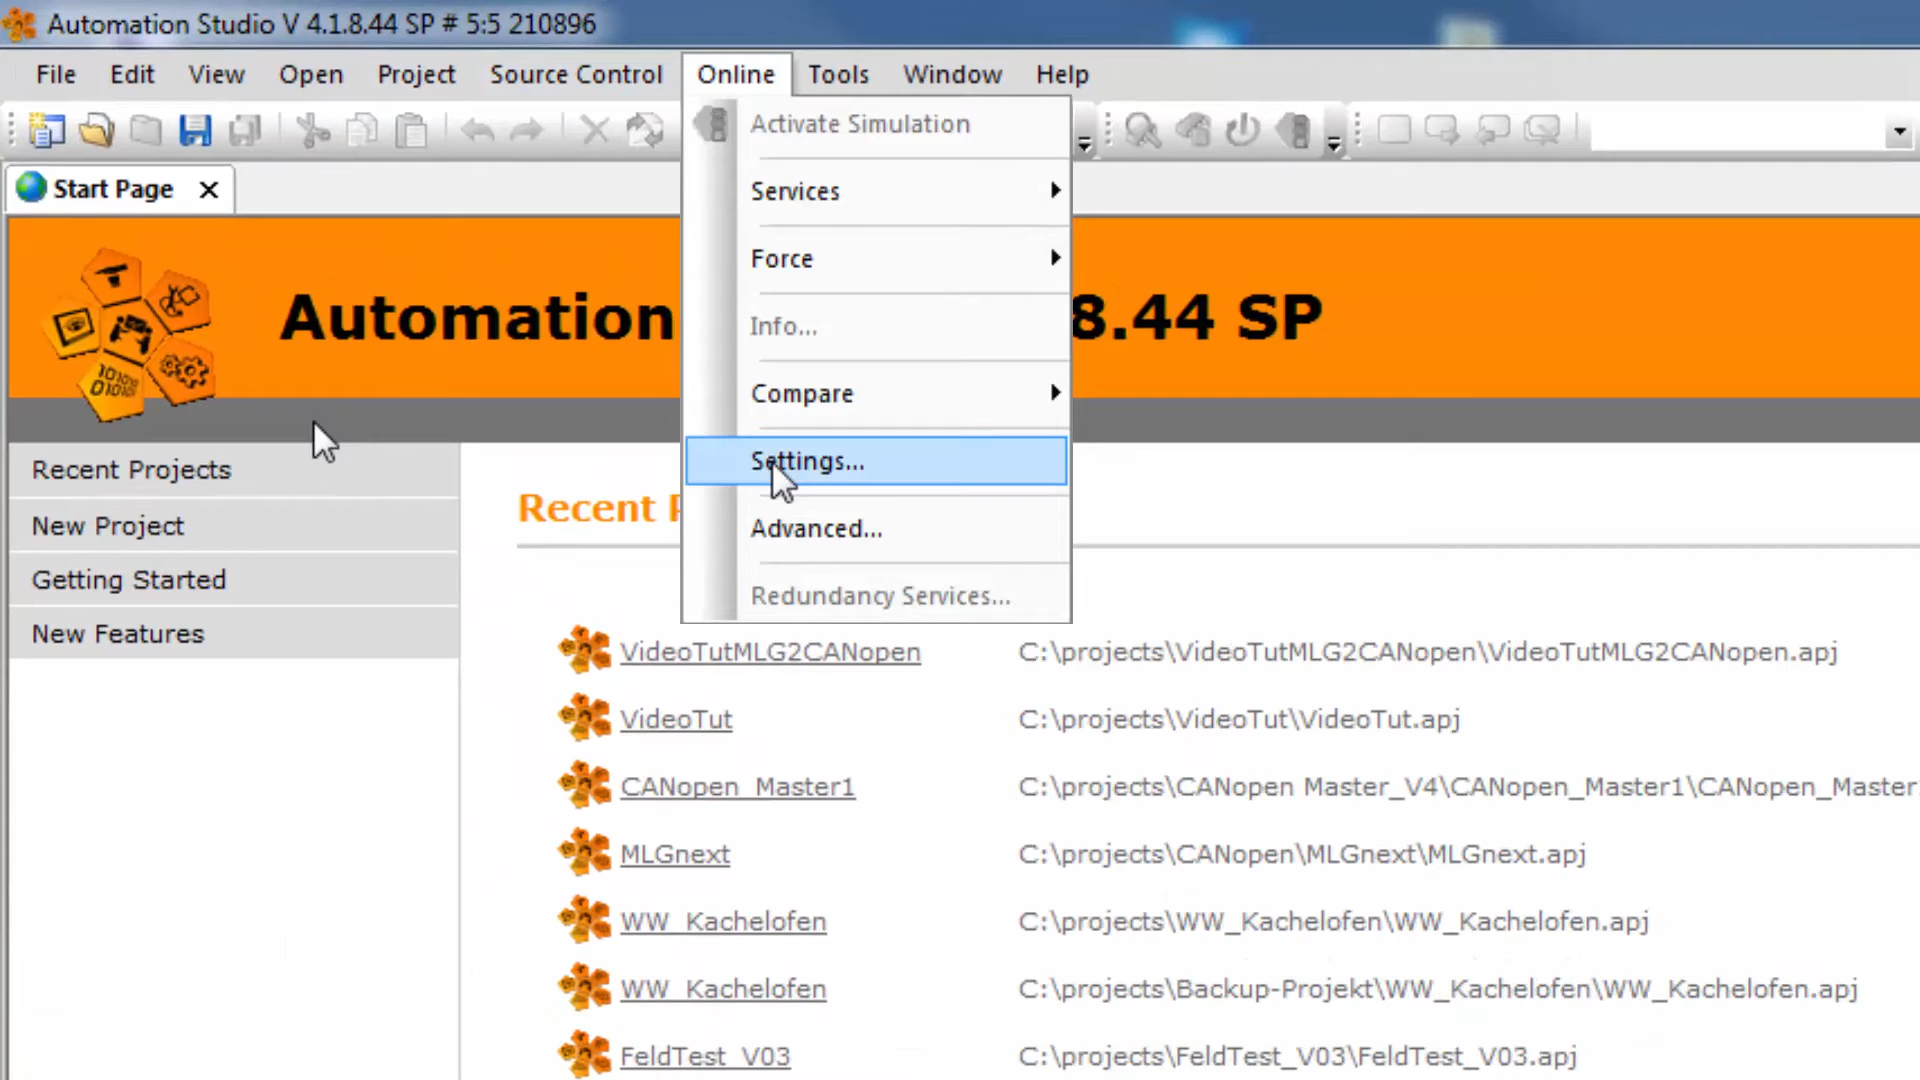 Automation Studio V 4.1.8.44 SP # 5:5 210896
File Edit View Open Project Source Control Online Tools Window Help
Activate Simulation
Start Page
Services
Force
Automation 8.44 SP
Info...
Compare
Settings...
Recent Projects
New Project
Getting Started
New Features
Recent
Advanced...
Redundancy Services...
VideoTutMLG2CANopen C:\projects\VideoTutMLG2CANopen\VideoTutMLG2CANopen.apj
VideoTut C:\projects\VideoTut\VideoTut.apj
CANopen_Master1 C:\projects\CANopen Master_V4\CANopen_Master1\CANopen_Master
MLGnext C:\projects\CANopen\MLGnext\MLGnext.apj
WW_Kachelofen C:\projects\WW_Kachelofen\WW_Kachelofen.apj
WW_Kachelofen C:\projects\Backup-Projekt\WW_Kachelofen\WW_Kachelofen.apj
FeldTest_V03 C:\projects\FeldTest_V03\FeldTest_V03.apj